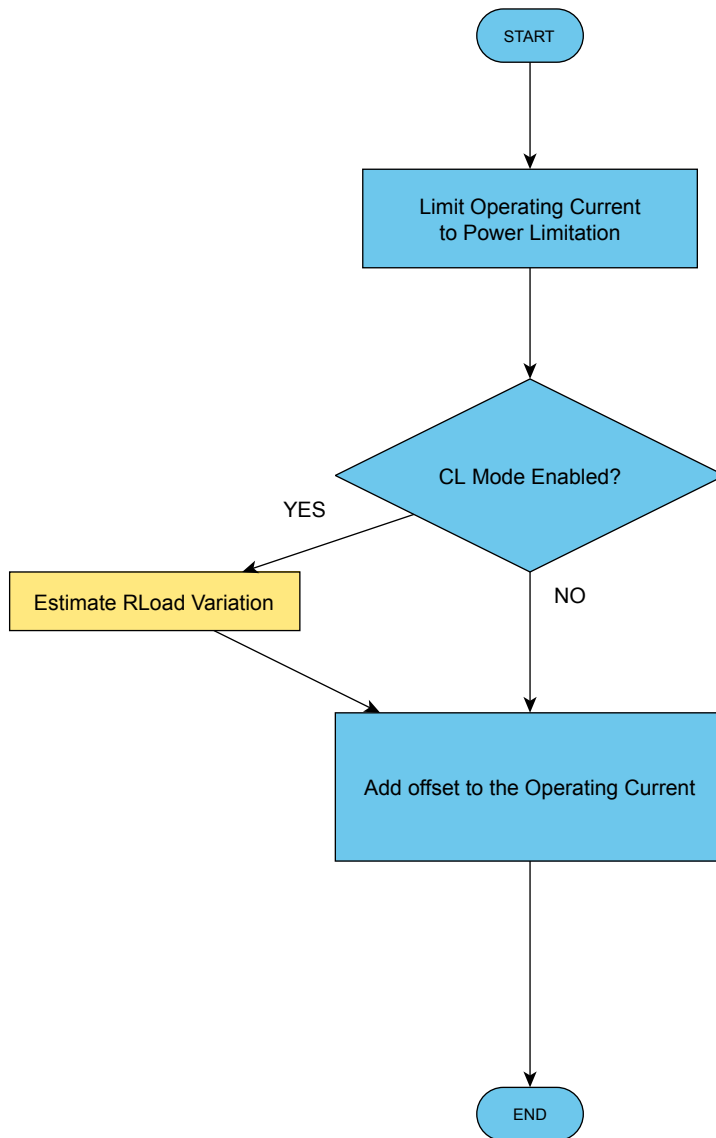 START
Limit Operating Current
to Power Limitation
CL Mode Enabled?
YES
Estimate RLoad Variation
NO
Add offset to the Operating Current
END